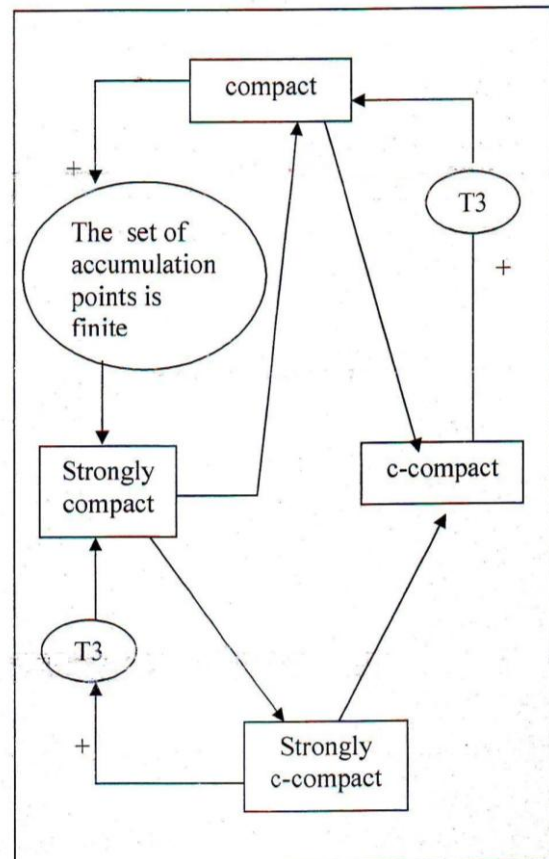 compact
+
T3
The set of
accumulation
points is
finite
+
Strongly
compact
c-compact
T3
+
Strongly
c-compact